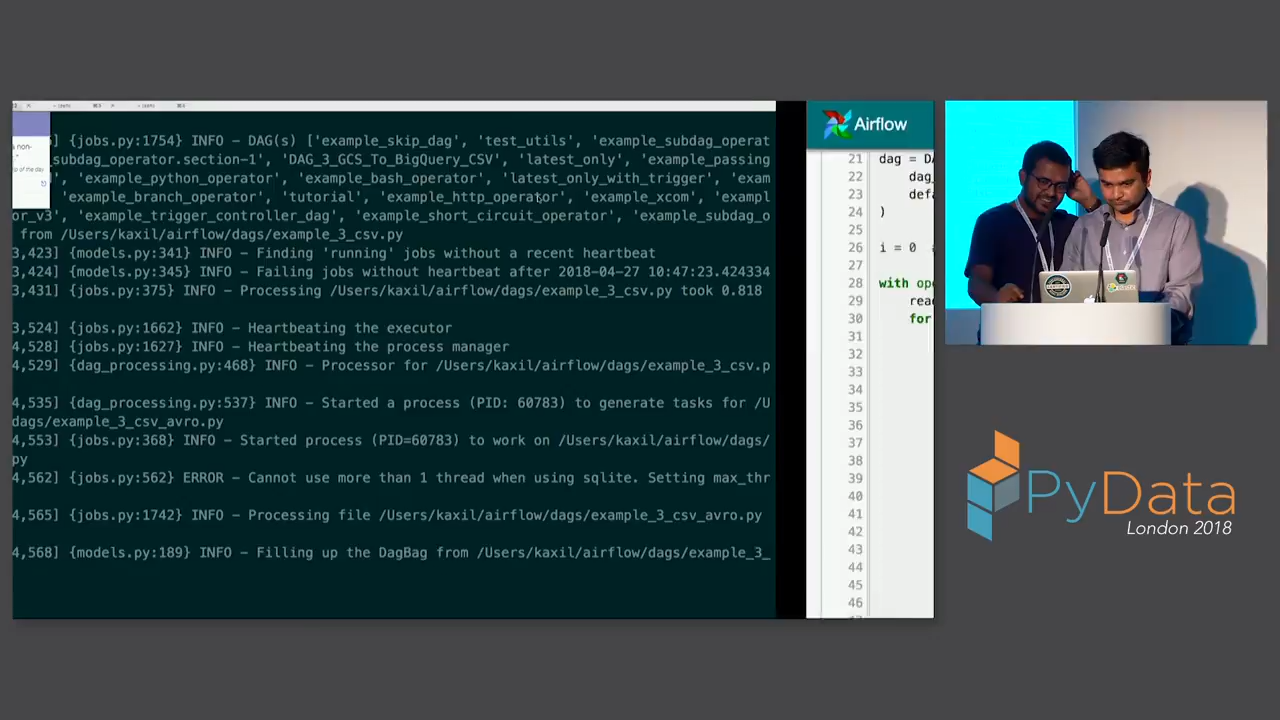 a non-
."
ip of the day
] {jobs.py:1754} INFO - DAG(s) ['example_skip_dag', 'test_utils', 'example_subdag_operat
subdag_operator.section-1', 'DAG_3_GCS_To_BigQuery_CSV', 'latest_only', 'example_passing
', 'example_python_operator', 'example_bash_operator', 'latest_only_with_trigger', 'exam
'example_branch_operator', 'tutorial', 'example_http_operator', 'example_xcom', 'exampl
or_v3', 'example_trigger_controller_dag', 'example_short_circuit_operator', 'example_subdag_o
from /Users/kaxil/airflow/dags/example_3_csv.py
3,423] {models.py:341} INFO - Finding 'running' jobs without a recent heartbeat
3,424] {models.py:345} INFO - Failing jobs without heartbeat after 2018-04-27 10:47:23.424334
3,431] {jobs.py:375} INFO - Processing /Users/kaxil/airflow/dags/example_3_csv.py took 0.818
3,524] {jobs.py:1662} INFO - Heartbeating the executor
4,528] {jobs.py:1627} INFO - Heartbeating the process manager
4,529] {dag_processing.py:468} INFO - Processor for /Users/kaxil/airflow/dags/example_3_csv.p
4,535] {dag_processing.py:537} INFO - Started a process (PID: 60783) to generate tasks for /U
dags/example_3_csv_avro.py
4,553] {jobs.py:368} INFO - Started process (PID=60783) to work on /Users/kaxil/airflow/dags/
py
4,562] {jobs.py:562} ERROR - Cannot use more than 1 thread when using sqlite. Setting max_thr
4,565] {jobs.py:1742} INFO - Processing file /Users/kaxil/airflow/dags/example_3_csv_avro.py
4,568] {models.py:189} INFO - Filling up the DagBag from /Users/kaxil/airflow/dags/example_3_
Airflow
21 dag = DA
22 dag_
23 defa
24 )
25
26 i = 0
27
28 with ope
29 read
30 for
31
32
33
34
35
36
37
38
39
40
41
42
43
44
45
46
PyData
London 2018